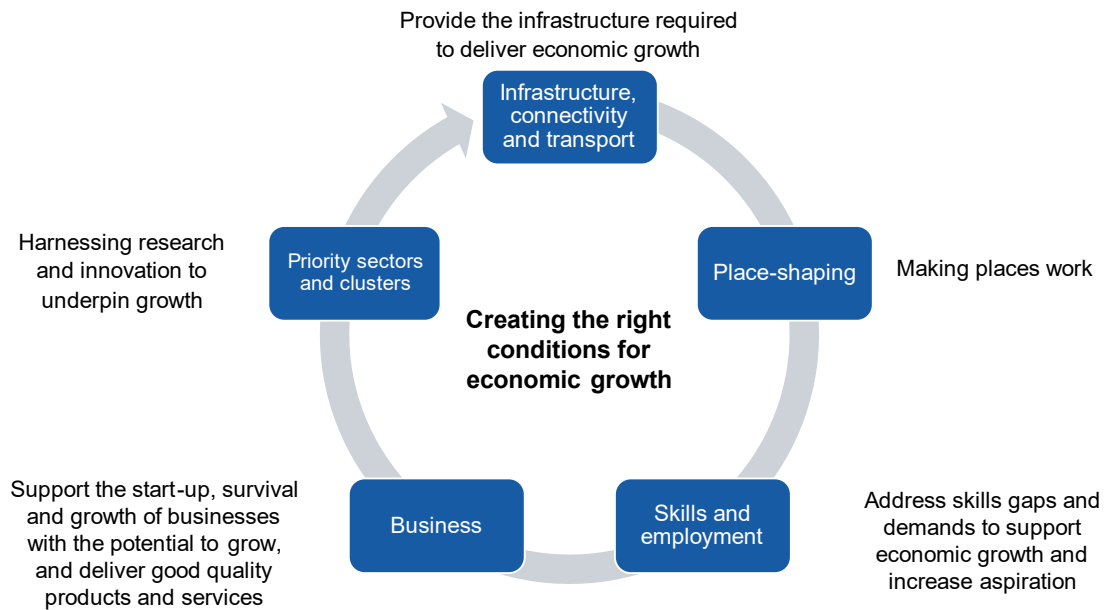 Provide the infrastructure required
to deliver economic growth
Infrastructure,
connectivity
and transport
Place-shaping
Making places work
Skills and
employment
Address skills gaps and
demands to support
economic growth and
increase aspiration
Business
Support the start-up, survival
and growth of businesses
with the potential to grow,
and deliver good quality
products and services
Priority sectors
and clusters
Harnessing research
and innovation to
underpin growth
Creating the right
conditions for
economic growth